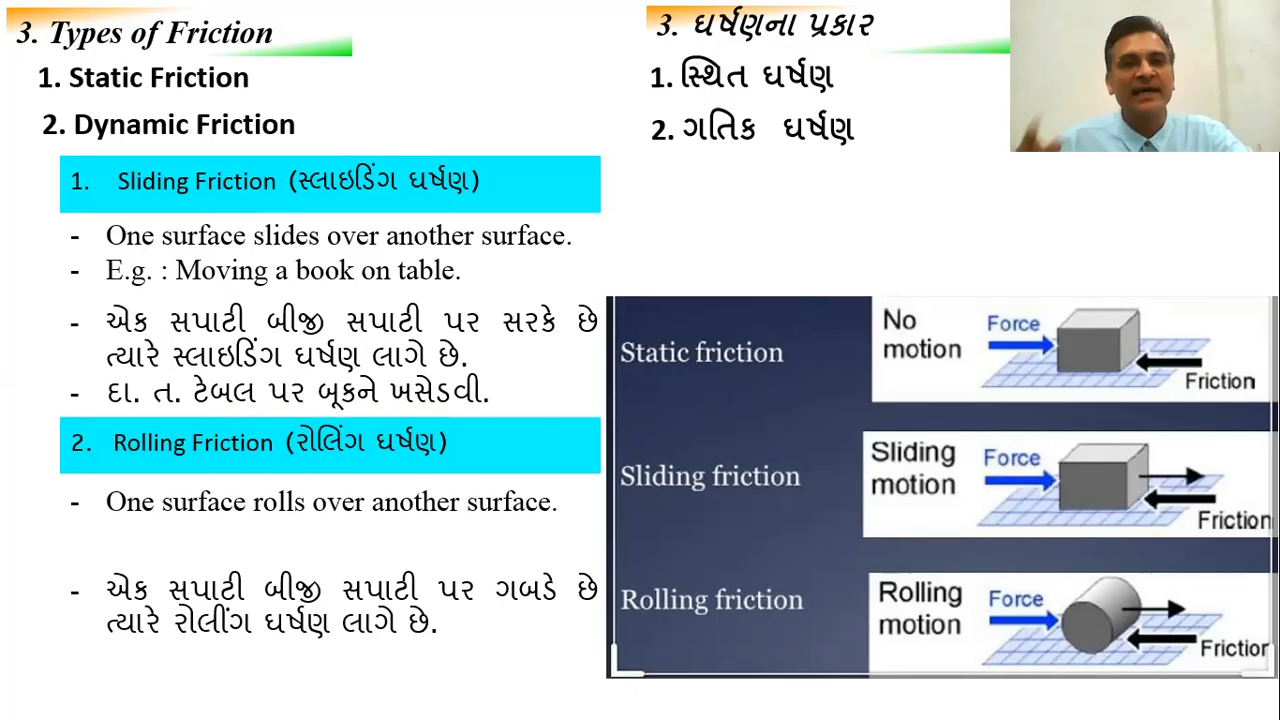 3. Types of Friction
1. Static Friction
2. Dynamic Friction
1. Sliding Friction (સ્લાઇડિંગ ઘર્ષણ)
- One surface slides over another surface.
- E.g. : Moving a book on table.
- એક સપાટી બીજી સપાટી પર સરકે છે
ત્યારે સ્લાઇડિંગ ઘર્ષણ લાગે છે.
- દા. ત. ટેબલ પર બૂકને ખસેડવી.
2. Rolling Friction (રોલિંગ ઘર્ષણ)
- One surface rolls over another surface.
- એક સપાટી બીજી સપાટી પર ગબડે છે
ત્યારે રોલીંગ ઘર્ષણ લાગે છે.
3. ઘર્ષણના પ્રકાર
1. સ્થિત ઘર્ષણ
2. ગતિક ઘર્ષણ
Static friction
No
motion
Force
Friction
Sliding friction
Sliding
motion
Force
Friction
Rolling friction
Rolling
motion
Force
Friction